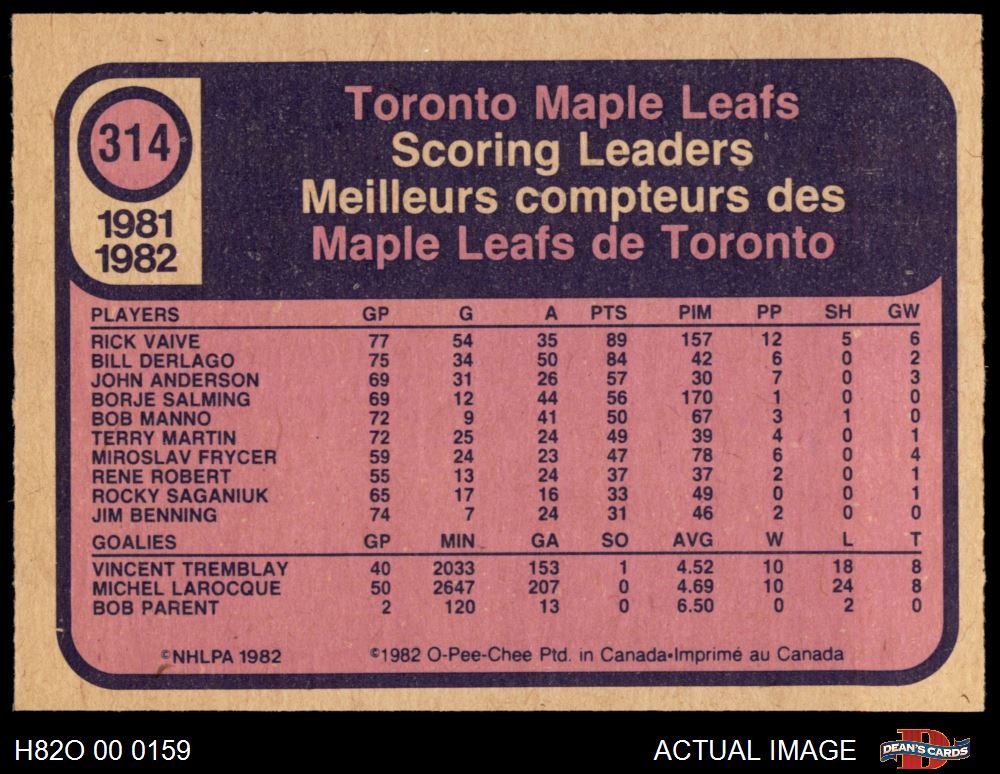 314
1981
1982
Toronto Maple Leafs
Scoring Leaders
Meilleurs compteurs des
Maple Leafs de Toronto
PLAYERS GP G A PTS PIM PP SH GW
RICK VAIVE 77 54 35 89 157 12 5 6
BILL DERLAGO 75 34 50 84 42 6 0 2
JOHN ANDERSON 69 31 26 57 30 7 0 3
BORJE SALMING 69 12 44 56 170 1 0 0
BOB MANNO 72 9 41 50 67 3 1 0
TERRY MARTIN 72 25 24 49 39 4 0 1
MIROSLAV FRYCER 59 24 23 47 78 6 0 4
RENE ROBERT 55 13 24 37 37 2 0 1
ROCKY SAGANIUK 65 17 16 33 49 0 0 1
JIM BENNING 74 7 24 31 46 2 0 0
GOALIES GP MIN GA SO AVG W L T
VINCENT TREMBLAY 40 2033 153 1 4.52 10 18 8
MICHEL LAROCQUE 50 2647 207 0 4.69 10 24 8
BOB PARENT 2 120 13 0 6.50 0 2 0
©NHLPA 1982 ©1982 O-Pee-Chee Ptd. in Canada•Imprimé au Canada
H82O 00 0159 ACTUAL IMAGE DEAN'S CARDS